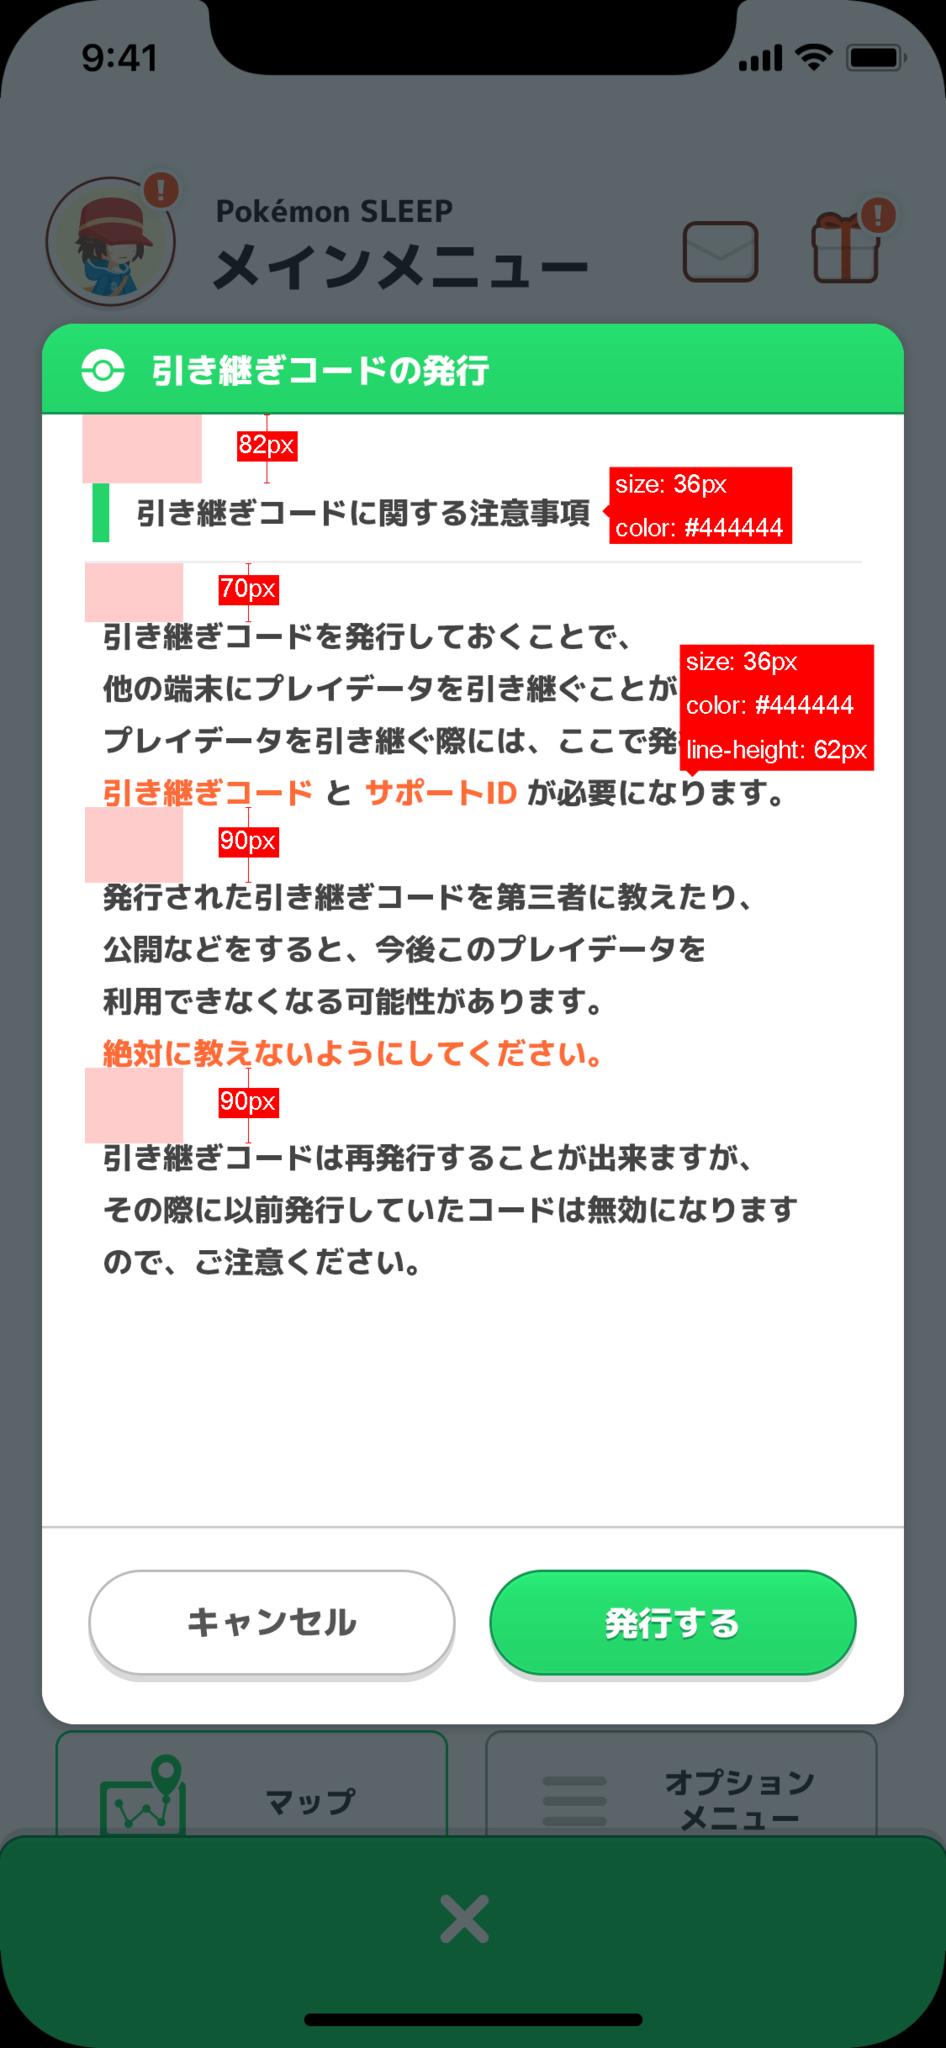 9:41
!
Pokémon SLEEP
メインメニュー
!
引き継ぎコードの発行
82px
引き継ぎコードに関する注意事項
size: 36px
color: #444444
70px
引き継ぎコードを発行しておくことで、
他の端末にプレイデータを引き継ぐことが
プレイデータを引き継ぐ際には、ここで発
size: 36px
color: #444444
line-height: 62px
引き継ぎコード と サポートID が必要になります。
90px
発行された引き継ぎコードを第三者に教えたり、
公開などをすると、今後このプレイデータを
利用できなくなる可能性があります。
絶対に教えないようにしてください。
90px
引き継ぎコードは再発行することが出来ますが、
その際に以前発行していたコードは無効になります
ので、ご注意ください。
キャンセル
発行する
マップ
オプション
メニュー